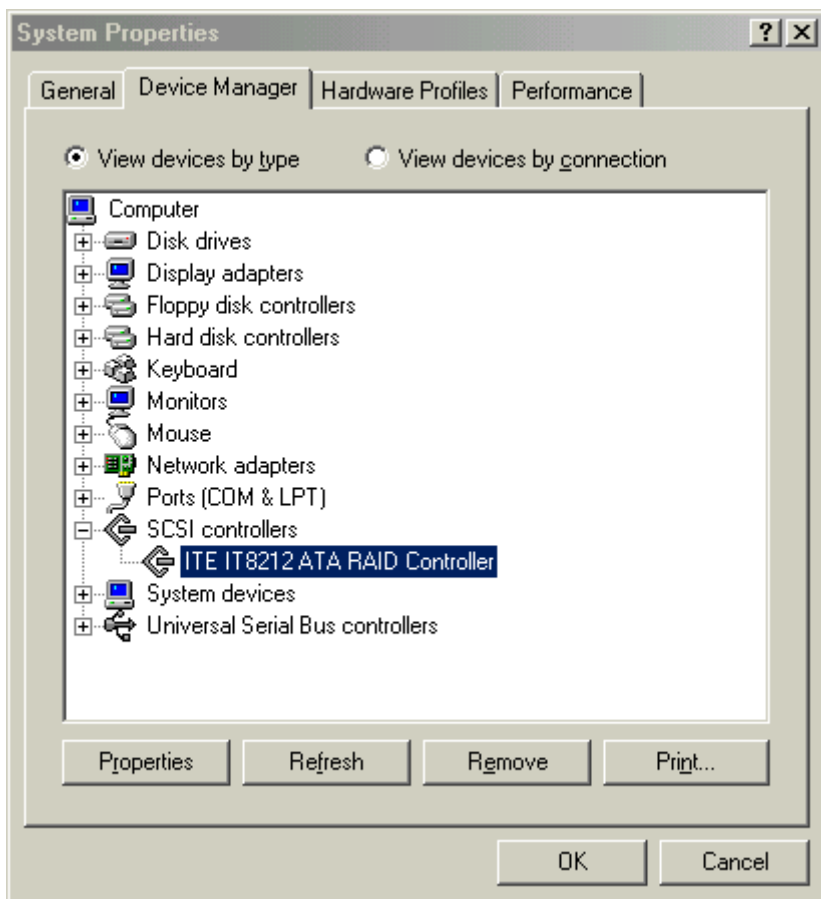 System Properties
General Device Manager Hardware Profiles Performance
View devices by type View devices by connection
Computer
Disk drives
Display adapters
Floppy disk controllers
Hard disk controllers
Keyboard
Monitors
Mouse
Network adapters
Ports (COM & LPT)
SCSI controllers
ITE IT8212 ATA RAID Controller
System devices
Universal Serial Bus controllers
Properties Refresh Remove Print...
OK Cancel